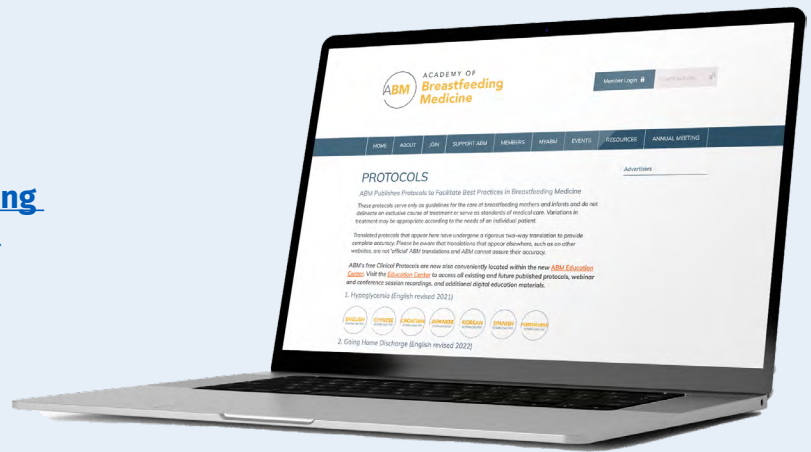 ing
ACADEMY OF
ABM Breastfeeding
Medicine
Member Login
HOME ABOUT JOIN SUPPORT ABM MEMBERS MYABM EVENTS RESOURCES ANNUAL MEETING
PROTOCOLS
Advertisers
ABM Publishes Protocols to Facilitate Best Practices in Breastfeeding Medicine
These protocols serve only as guidelines for the care of breastfeeding mothers and infants and do not
delineate an exclusive course of treatment or serve as standards of medical care. Variations in
treatment may be appropriate according to the needs of an individual patient.
Translated protocols that appear here have undergone a rigorous two-way translation to provide
complete accuracy. Please be aware that translations that appear elsewhere, such as on other
websites, are not 'official' ABM translations and ABM cannot assure their accuracy.
ABM's free Clinical Protocols are now also conveniently located within the new ABM Education
Center. Visit the Education Center to access all existing and future published protocols, webinar
and conference session recordings, and additional digital education materials.
1. Hypoglycemia (English revised 2021)
ENGLISH CHINESE CROATIAN JAPANESE KOREAN SPANISH PORTUGUESE
2. Going Home Discharge (English revised 2022)